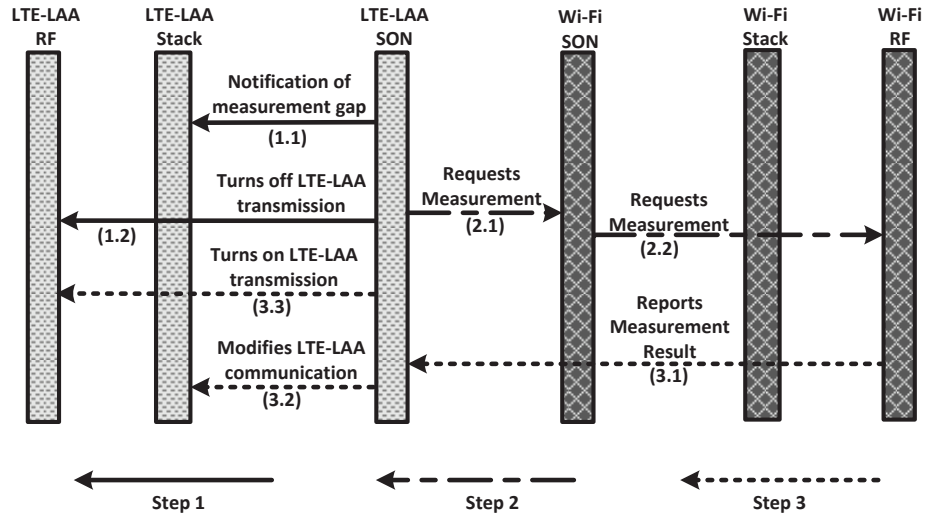 LTE-LAA RF
LTE-LAA Stack
LTE-LAA SON
Wi-Fi SON
Wi-Fi Stack
Wi-Fi RF
Notification of
measurement gap
(1.1)
Turns off LTE-LAA
transmission
(1.2)
Requests
Measurement
(2.1)
Requests
Measurement
(2.2)
Turns on LTE-LAA
transmission
(3.3)
Reports
Measurement
Result
(3.1)
Modifies LTE-LAA
communication
(3.2)
Step 1
Step 2
Step 3